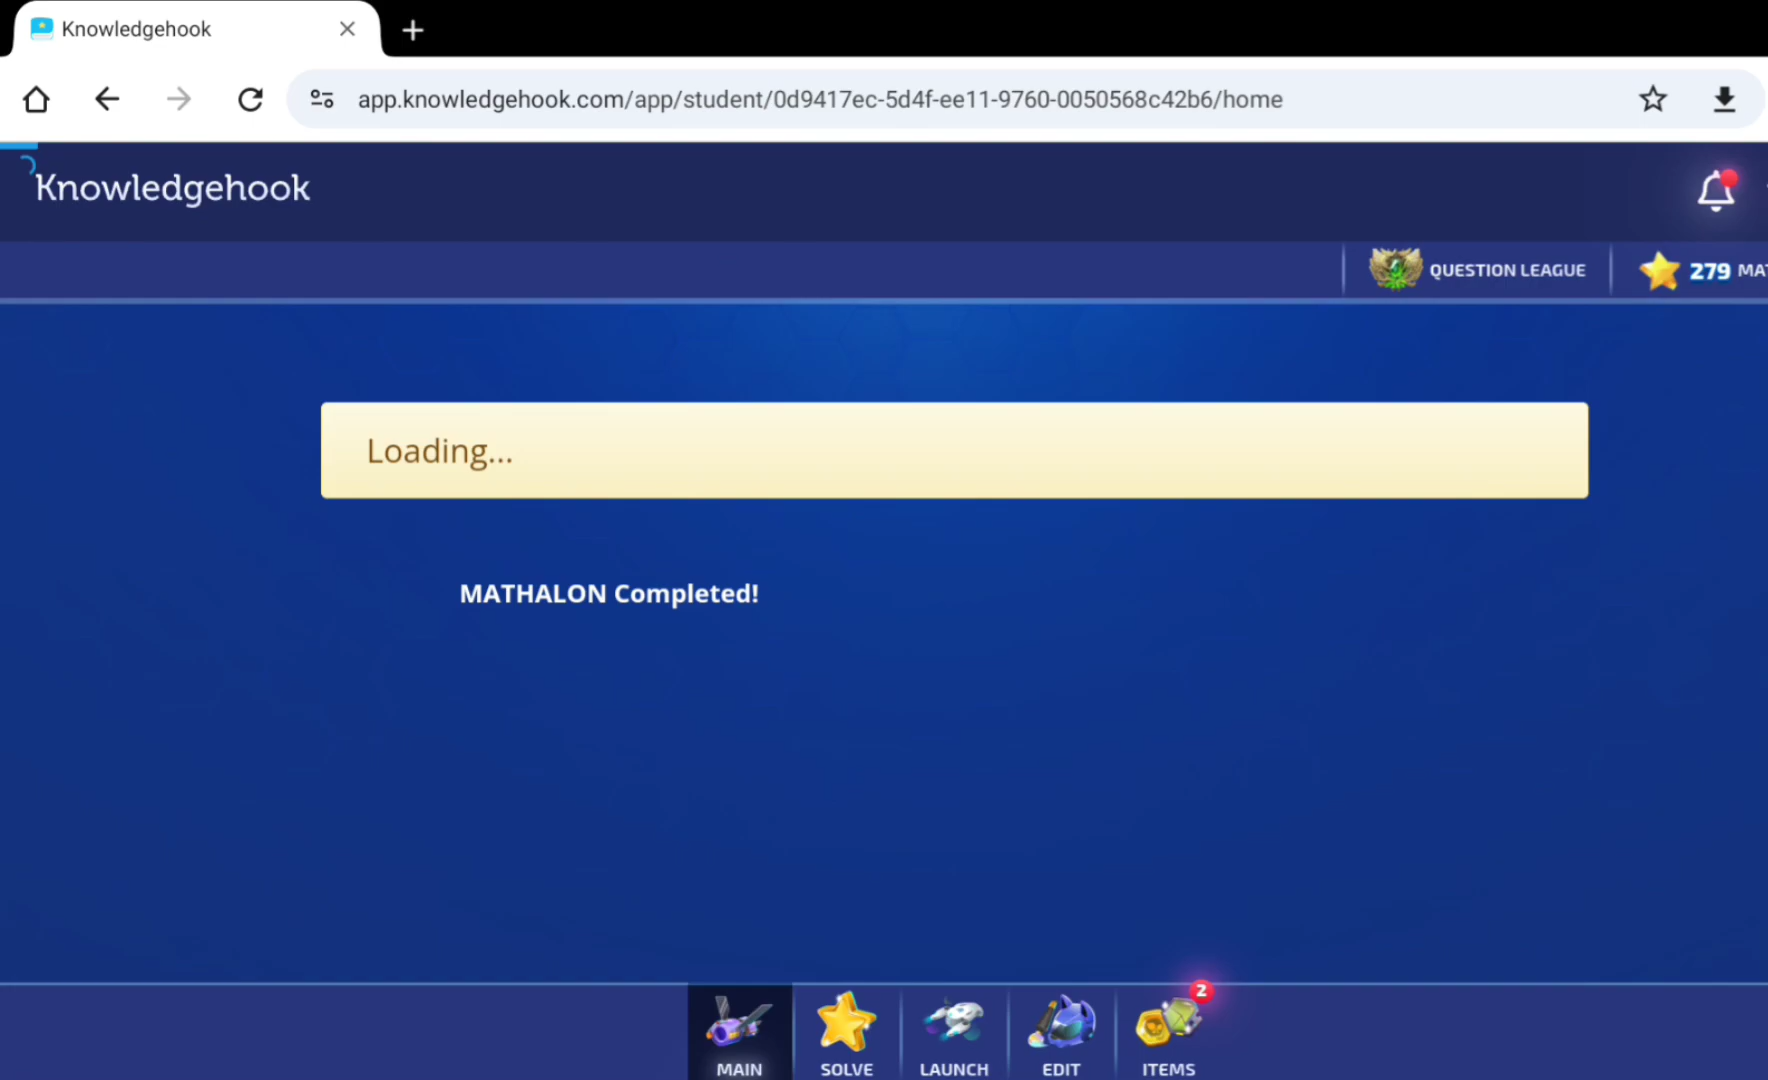 Knowledgehook
app.knowledgehook.com/app/student/0d9417ec-5d4f-ee11-9760-0050568c42b6/home
Knowledgehook
QUESTION LEAGUE
279
Loading...
MATHALON Completed!
2
MAIN
SOLVE
LAUNCH
EDIT
ITEMS